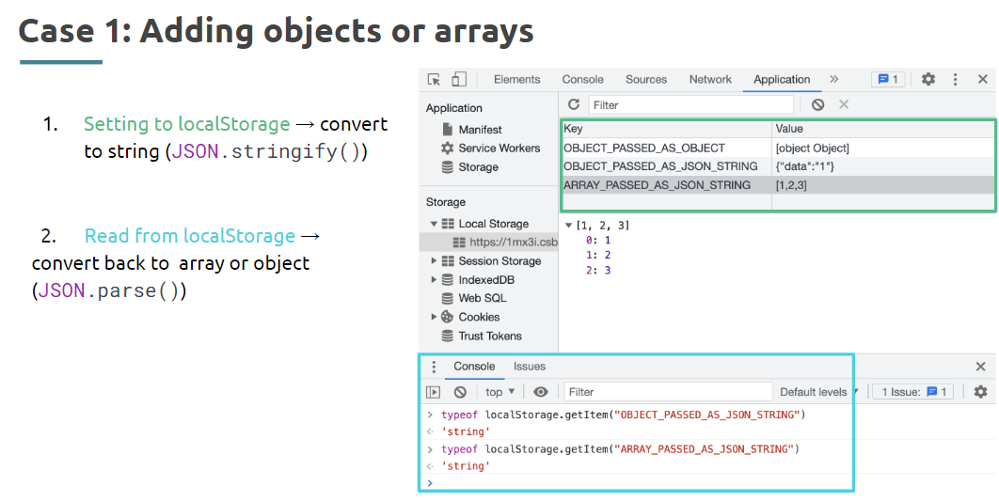 Case 1: Adding objects or arrays
1. Setting to localStorage → convert
to string (JSON.stringify())
2. Read from localStorage →
convert back to array or object
(JSON.parse())
Elements Console Sources Network Application » 1
Application
Manifest
Service Workers
Storage
Storage
Local Storage
https://1mx3i.csb
Session Storage
IndexedDB
Web SQL
Cookies
Trust Tokens
Filter
Key Value
OBJECT_PASSED_AS_OBJECT [object Object]
OBJECT_PASSED_AS_JSON_STRING {"data":"1"}
ARRAY_PASSED_AS_JSON_STRING [1,2,3]
[1, 2, 3]
0: 1
1: 2
2: 3
Console Issues
top Filter Default levels 1 Issue: 1
> typeof localStorage.getItem("OBJECT_PASSED_AS_JSON_STRING")
'string'
> typeof localStorage.getItem("ARRAY_PASSED_AS_JSON_STRING")
'string'
>